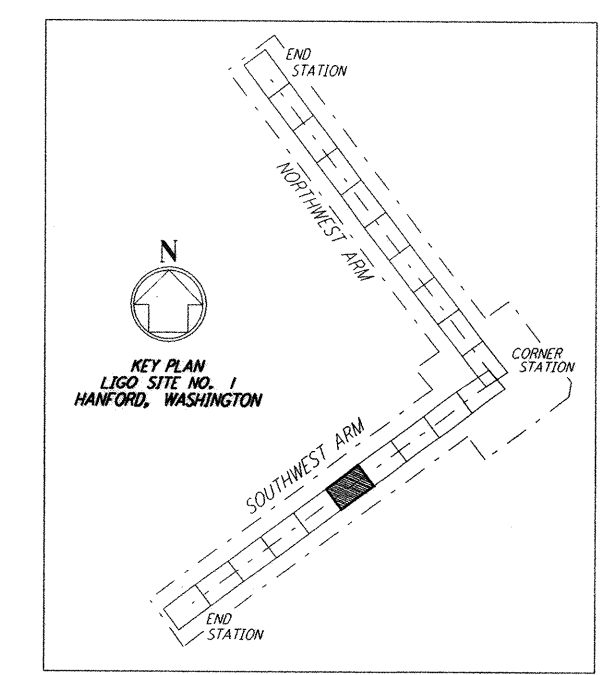 END
STATION
NORTHWEST ARM
N
KEY PLAN
LIGO SITE NO. 1
HANFORD, WASHINGTON
CORNER
STATION
SOUTHWEST ARM
END
STATION